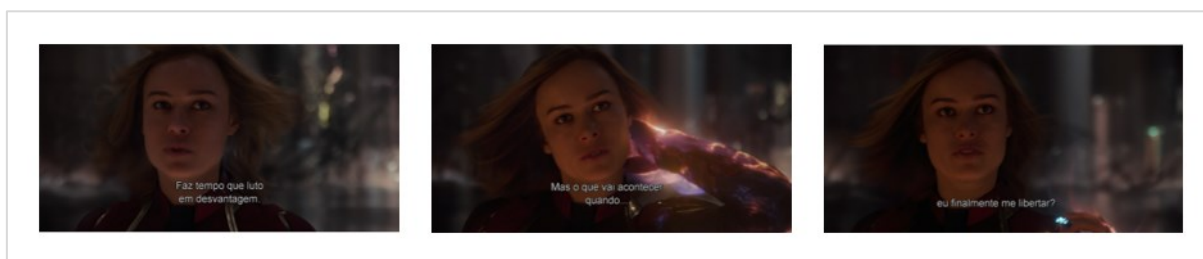 Faz tempo que luto
em desvantagem.
Mas o que vai acontecer
quando...
eu finalmente me libertar?